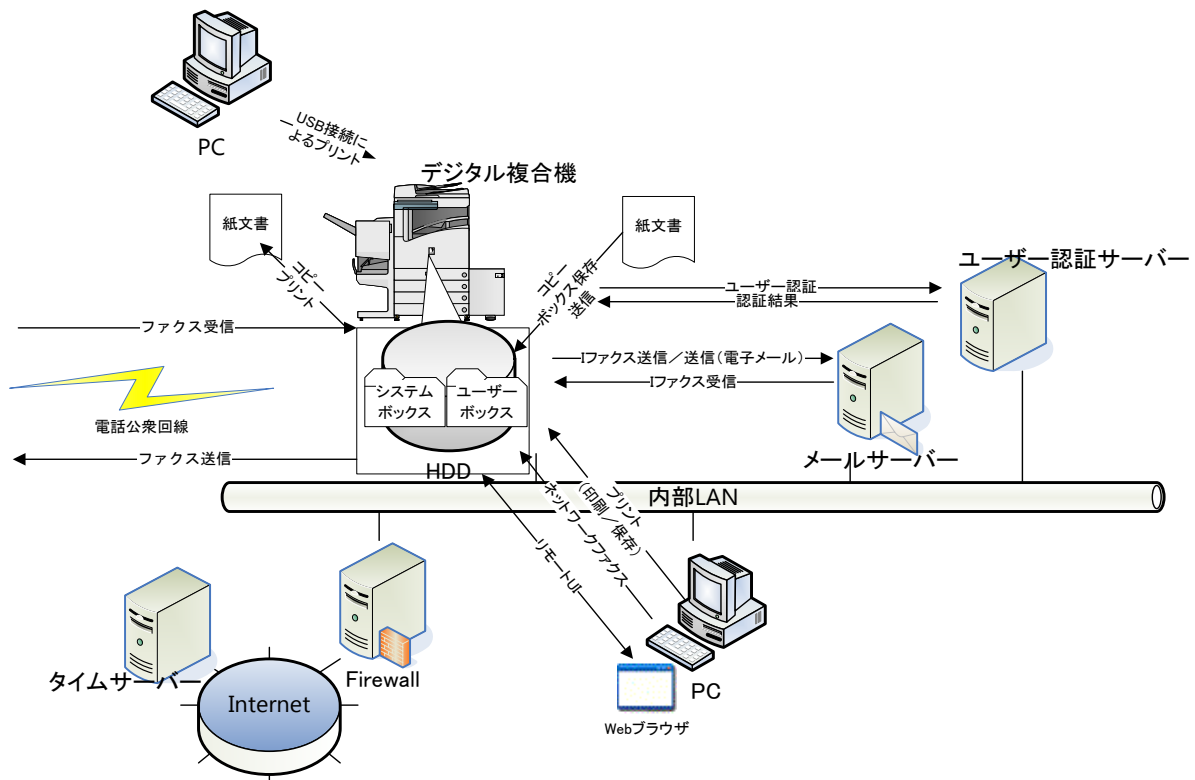 PC
USB接続に
よるプリント
デジタル複合機
紙文書
紙文書
コピー
プリント
コピー
ボックス保存
送信
ユーザー認証サーバー
ユーザー認証
認証結果
ファクス受信
Iファクス送信／送信(電子メール)
Iファクス受信
システム
ボックス
ユーザー
ボックス
電話公衆回線
ファクス送信
HDD
メールサーバー
内部LAN
プリント
(印刷／保存)
ネットワークファクス
リモートUI
タイムサーバー
Firewall
Internet
PC
Webブラウザ